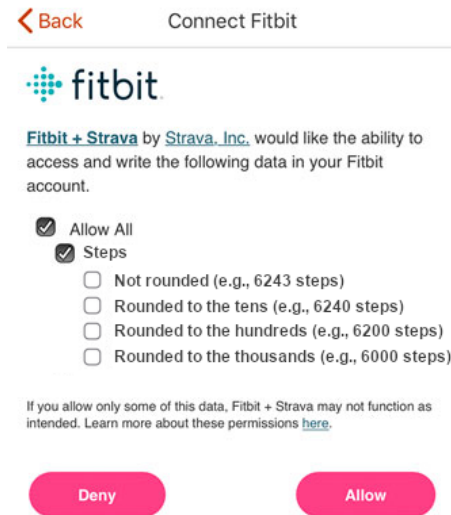 Back Connect Fitbit
fitbit.
Fitbit + Strava by Strava, Inc. would like the ability to
access and write the following data in your Fitbit
account.
Allow All
Steps
Not rounded (e.g., 6243 steps)
Rounded to the tens (e.g., 6240 steps)
Rounded to the hundreds (e.g., 6200 steps)
Rounded to the thousands (e.g., 6000 steps)
If you allow only some of this data, Fitbit + Strava may not function as
intended. Learn more about these permissions here.
Deny Allow